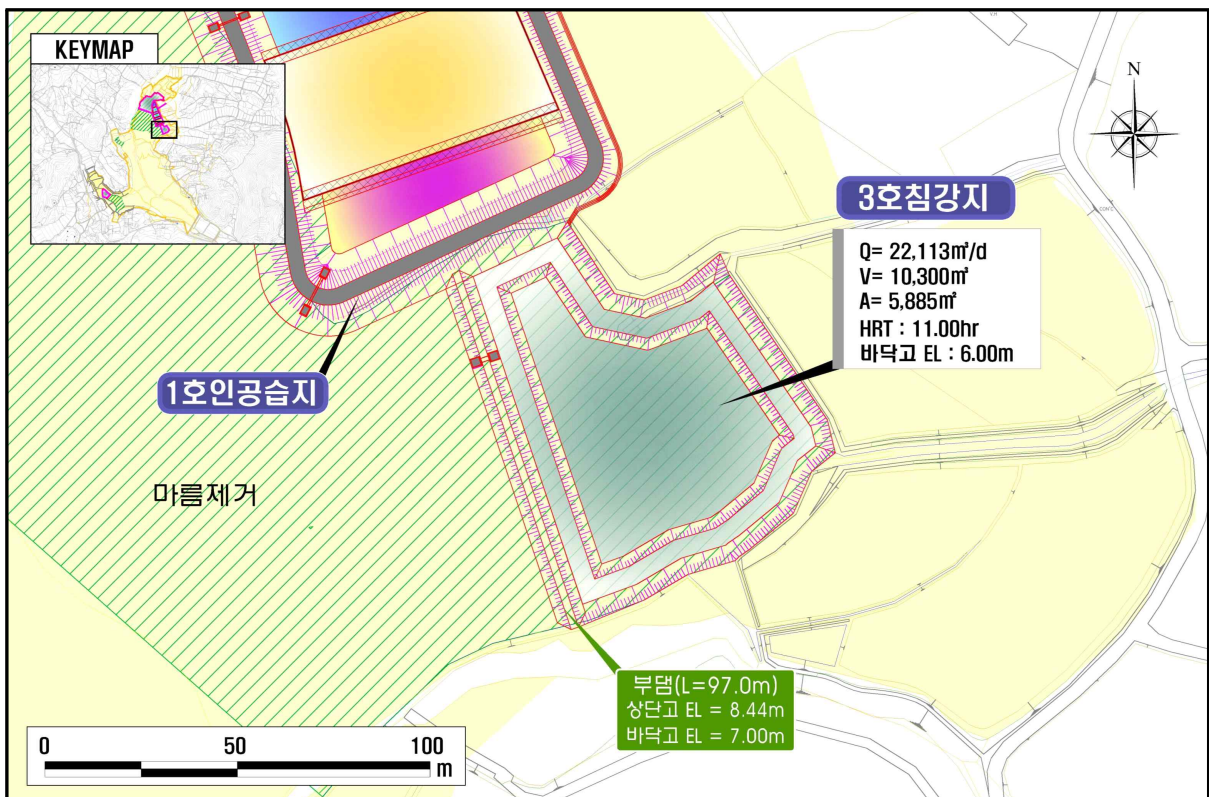 KEYMAP
N
3호침강지
Q= 22,113㎥/d
V= 10,300㎥
A= 5,885㎡
HRT : 11.00hr
바닥고 EL : 6.00m
1호인공습지
마름제거
부댐(L=97.0m)
상단고 EL = 8.44m
바닥고 EL = 7.00m
0 50 100
m